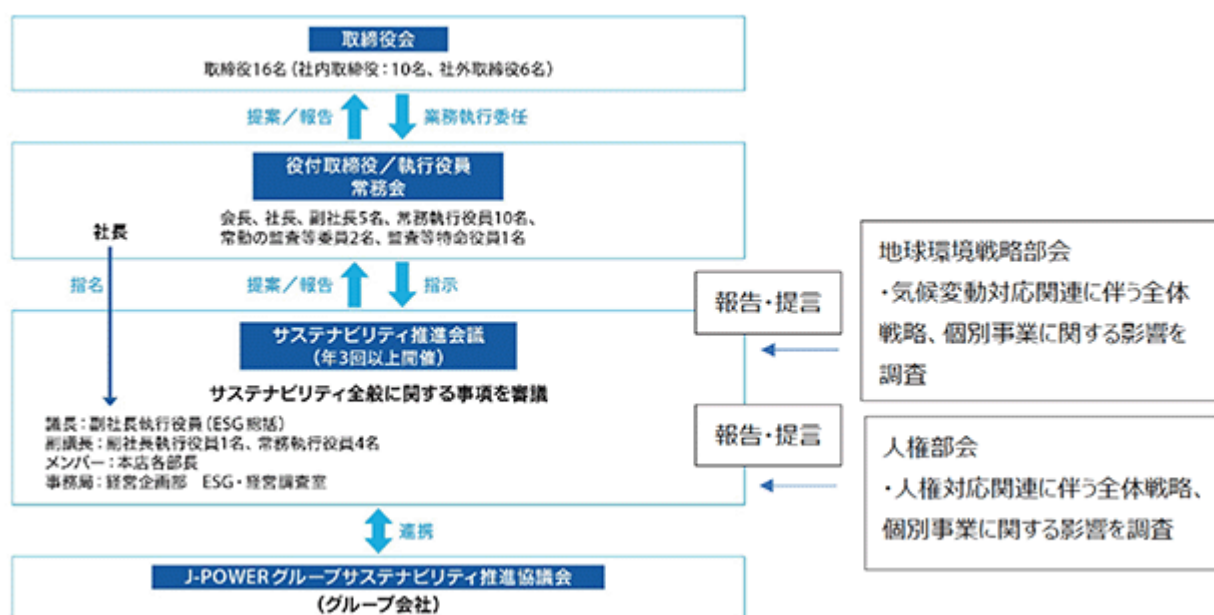 取締役会
取締役16名（社内取締役：10名、社外取締役6名）
提案／報告
業務執行委任
役付取締役／執行役員
常務会
会長、社長、副社長5名、常務執行役員10名、
常勤の監査等委員2名、監査等特命役員1名
社長
指名
提案／報告
指示
サステナビリティ推進会議
（年3回以上開催）
サステナビリティ全般に関する事項を審議
議長：副社長執行役員（ESG総括）
副議長：副社長執行役員1名、常務執行役員4名
メンバー：本店各部長
事務局：経営企画部　ESG・経営調査室
連携
J-POWERグループサステナビリティ推進協議会
（グループ会社）
報告・提言
地球環境戦略部会
・気候変動対応関連に伴う全体
戦略、個別事業に関する影響を
調査
報告・提言
人権部会
・人権対応関連に伴う全体戦略、
個別事業に関する影響を調査